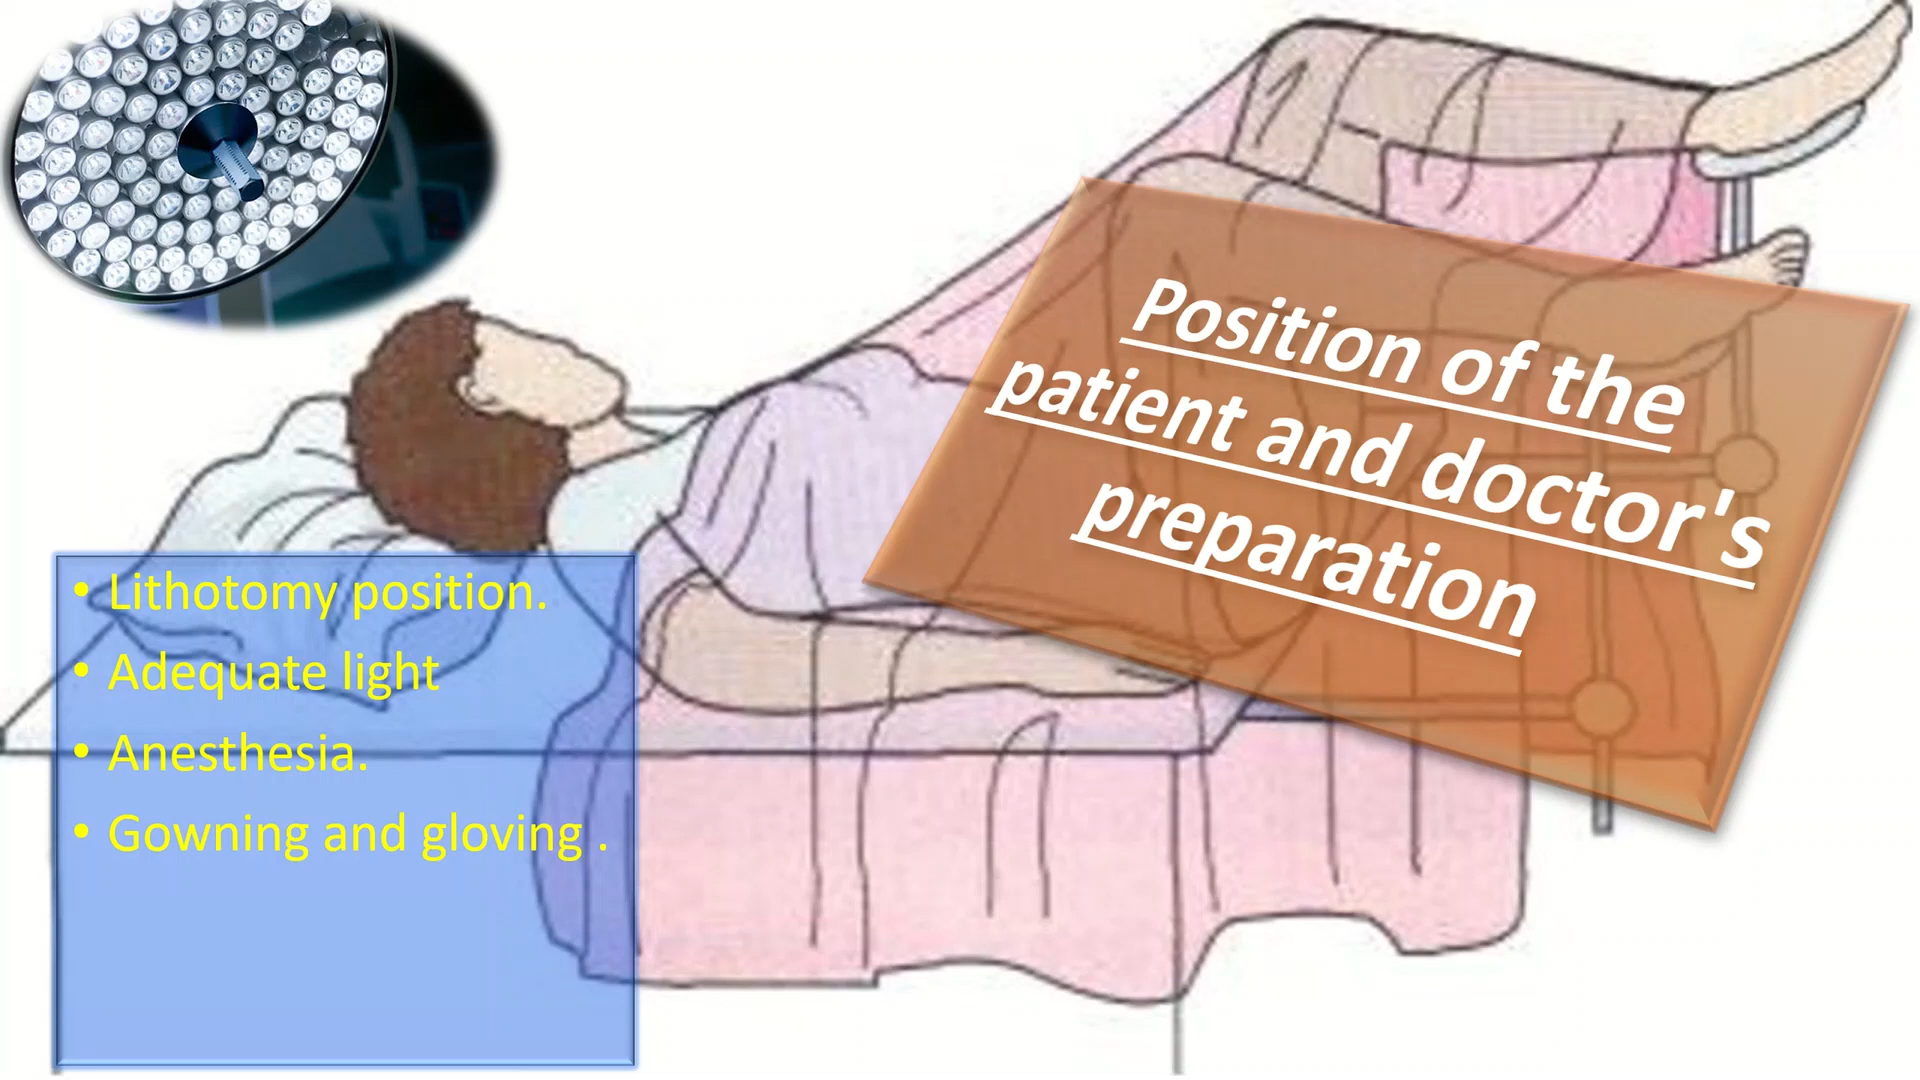 Position of the
patient and doctor's
preparation
• Lithotomy position.
• Adequate light
• Anesthesia.
• Gowning and gloving .